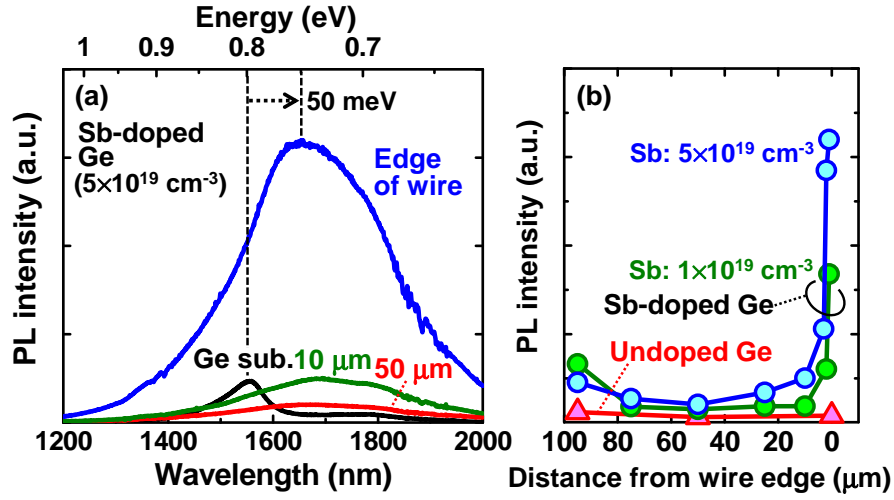 Energy (eV)
1 0.9 0.8 0.7
(a)
50 meV
Sb-doped
Ge
(5×10¹⁹ cm⁻³)
Edge
of wire
Ge sub.
10 μm
50 μm
PL intensity (a.u.)
1200 1400 1600 1800 2000
Wavelength (nm)
(b)
Sb: 5×10¹⁹ cm⁻³
Sb: 1×10¹⁹ cm⁻³
Sb-doped Ge
Undoped Ge
PL intensity (a.u.)
100 80 60 40 20 0
Distance from wire edge (μm)